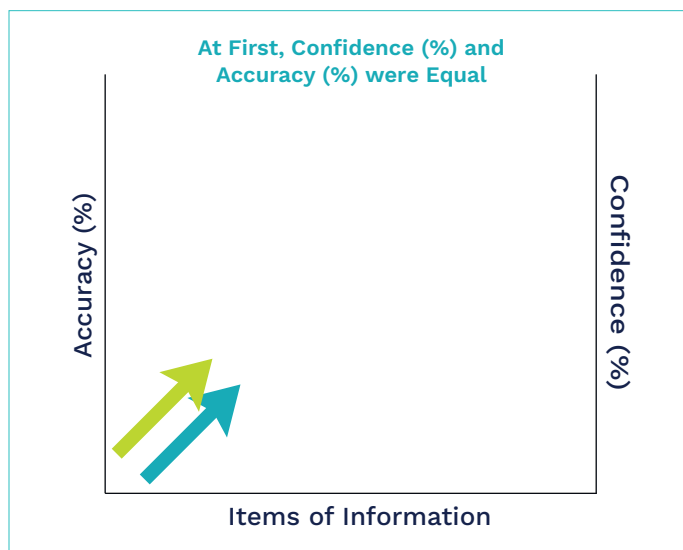 At First, Confidence (%) and
Accuracy (%) were Equal
Accuracy (%)
Confidence (%)
Items of Information